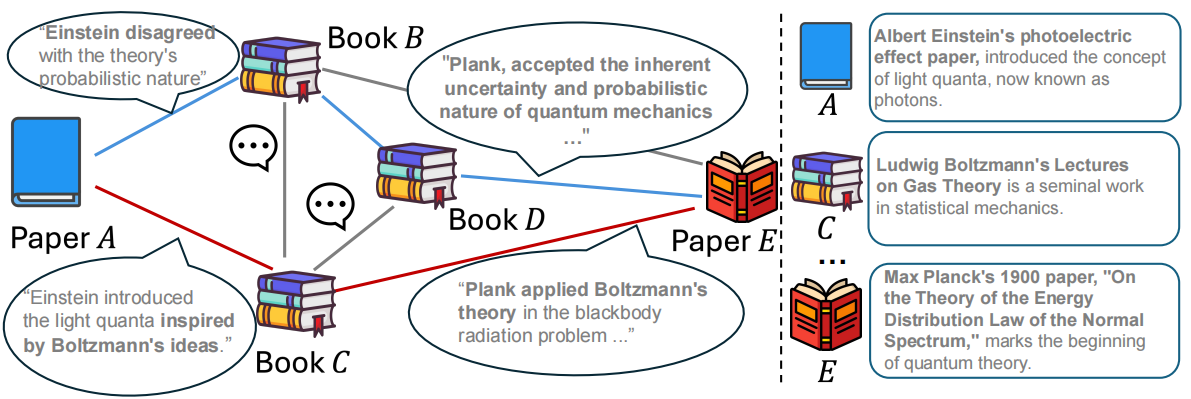 “Einstein disagreed
with the theory's
probabilistic nature”
Book B
"Plank, accepted the inherent
uncertainty and probabilistic
nature of quantum mechanics
..."
Paper A
Book D
Paper E
“Einstein introduced
the light quanta inspired
by Boltzmann's ideas.”
Book C
“Plank applied Boltzmann's
theory in the blackbody
radiation problem ...”
A
Albert Einstein's photoelectric
effect paper, introduced the concept
of light quanta, now known as
photons.
C
Ludwig Boltzmann's Lectures
on Gas Theory is a seminal work
in statistical mechanics.
...
E
Max Planck's 1900 paper, "On
the Theory of the Energy
Distribution Law of the Normal
Spectrum," marks the beginning
of quantum theory.